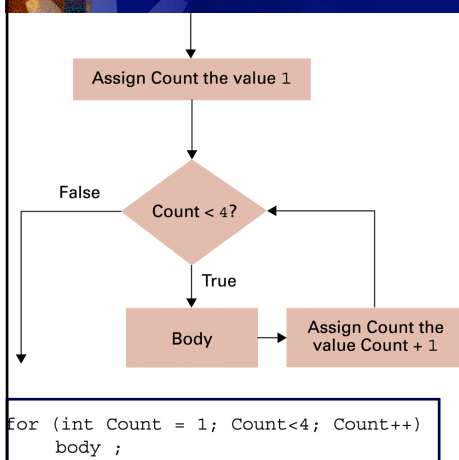 Assign Count the value 1
False
Count < 4?
True
Body
Assign Count the
value Count + 1
for (int Count = 1; Count<4; Count++)
body ;